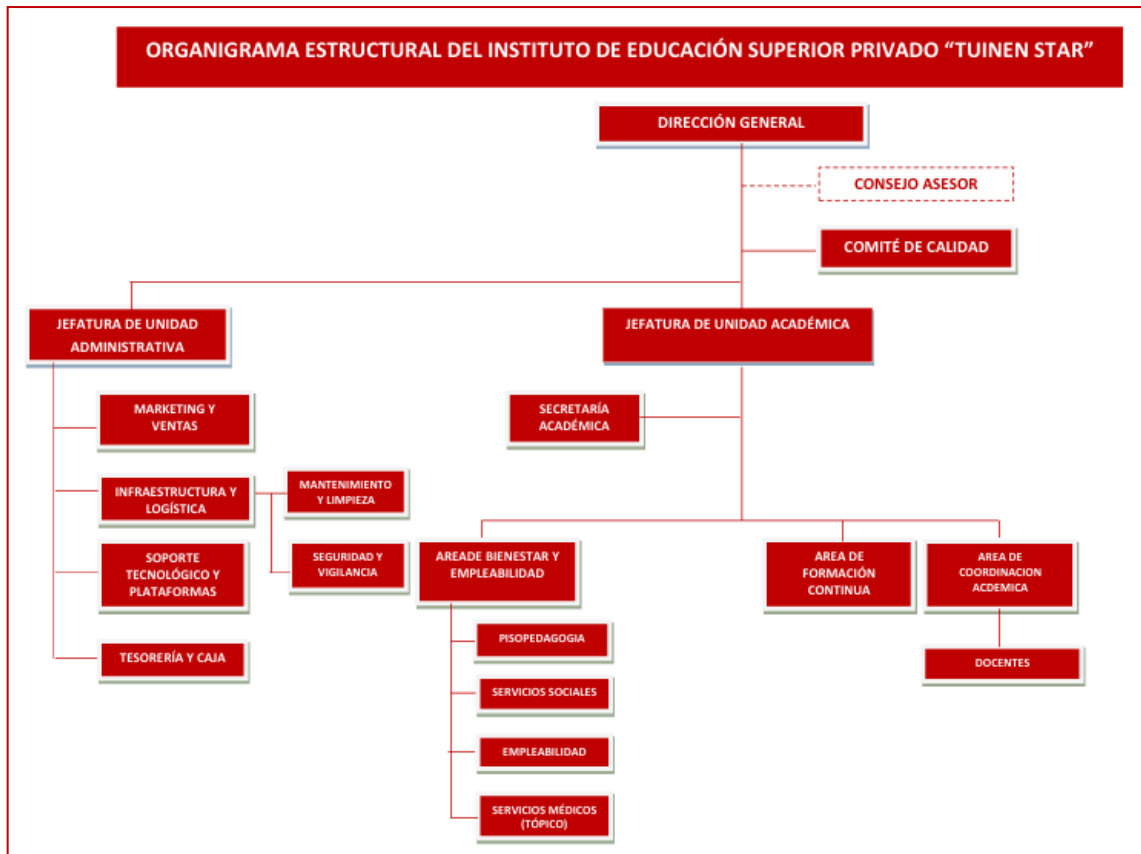 ORGANIGRAMA ESTRUCTURAL DEL INSTITUTO DE EDUCACIÓN SUPERIOR PRIVADO “TUINEN STAR”
DIRECCIÓN GENERAL
CONSEJO ASESOR
COMITÉ DE CALIDAD
JEFATURA DE UNIDAD
ADMINISTRATIVA
JEFATURA DE UNIDAD ACADÉMICA
MARKETING Y
VENTAS
SECRETARÍA
ACADÉMICA
INFRAESTRUCTURA Y
LOGÍSTICA
MANTENIMIENTO
Y LIMPIEZA
SOPORTE
TECNOLÓGICO Y
PLATAFORMAS
SEGURIDAD Y
VIGILANCIA
AREADE BIENESTAR Y
EMPLEABILIDAD
AREA DE
FORMACIÓN
CONTINUA
AREA DE
COORDINACION
ACDEMICA
TESORERÍA Y CAJA
PISOPEDAGOGIA
DOCENTES
SERVICIOS SOCIALES
EMPLEABILIDAD
SERVICIOS MÉDICOS
(TÓPICO)